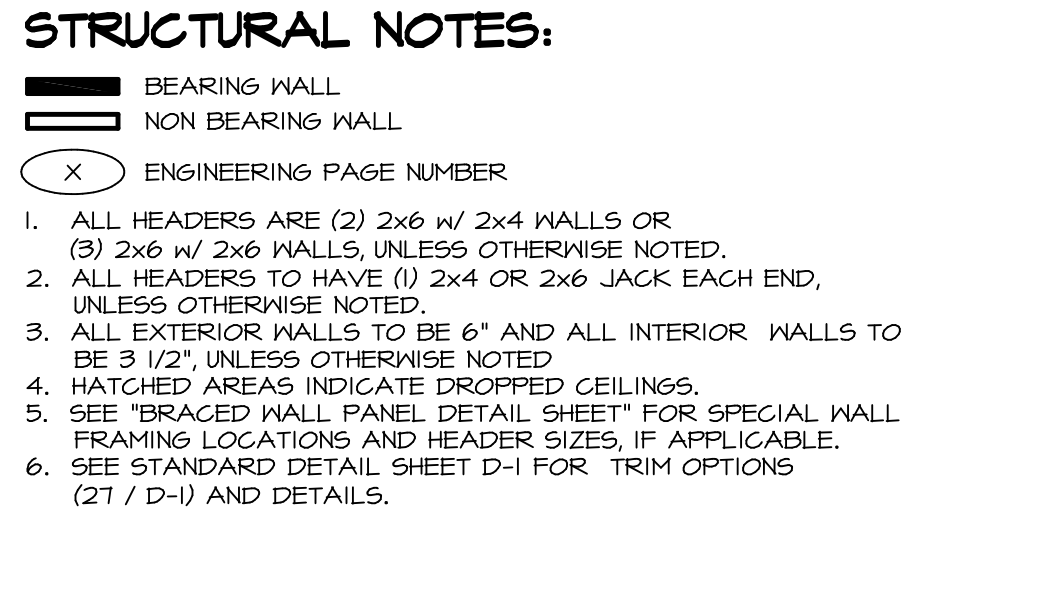 STRUCTURAL NOTES:
BEARING WALL
NON BEARING WALL
X ENGINEERING PAGE NUMBER
1. ALL HEADERS ARE (2) 2x6 w/ 2x4 WALLS OR
(3) 2x6 w/ 2x6 WALLS, UNLESS OTHERWISE NOTED.
2. ALL HEADERS TO HAVE (1) 2x4 OR 2x6 JACK EACH END,
UNLESS OTHERWISE NOTED.
3. ALL EXTERIOR WALLS TO BE 6" AND ALL INTERIOR WALLS TO
BE 3 1/2", UNLESS OTHERWISE NOTED
4. HATCHED AREAS INDICATE DROPPED CEILINGS.
5. SEE "BRACED WALL PANEL DETAIL SHEET" FOR SPECIAL WALL
FRAMING LOCATIONS AND HEADER SIZES, IF APPLICABLE.
6. SEE STANDARD DETAIL SHEET D-1 FOR TRIM OPTIONS
(27 / D-1) AND DETAILS.